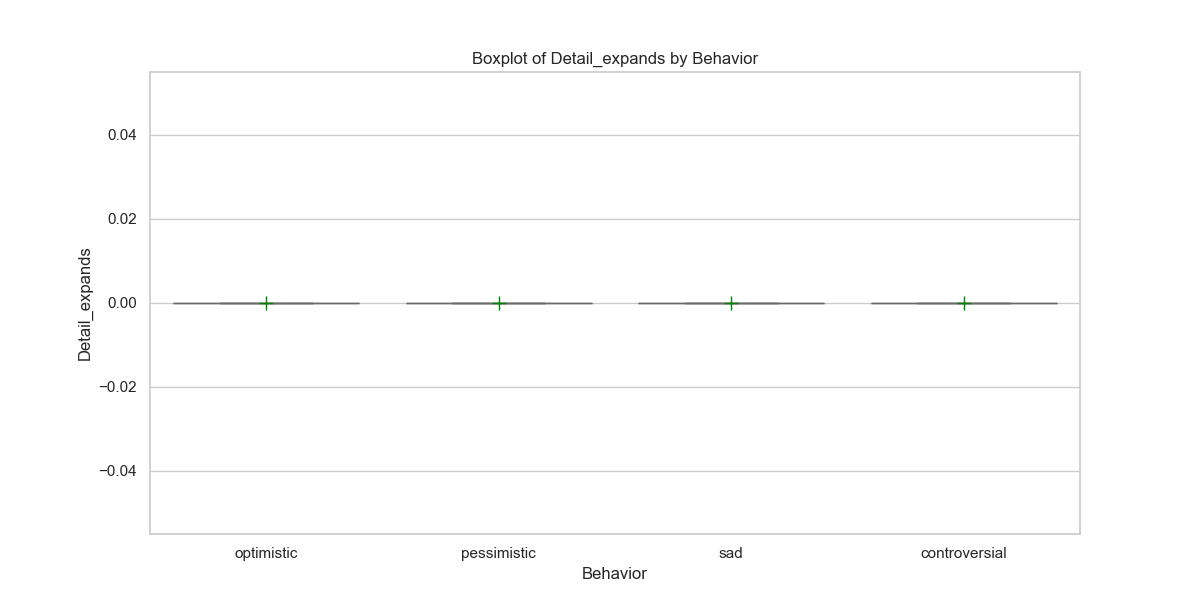 Boxplot of Detail_expands by Behavior
0.04
0.02
0.00
−0.02
−0.04
Detail_expands
optimistic pessimistic sad controversial
Behavior